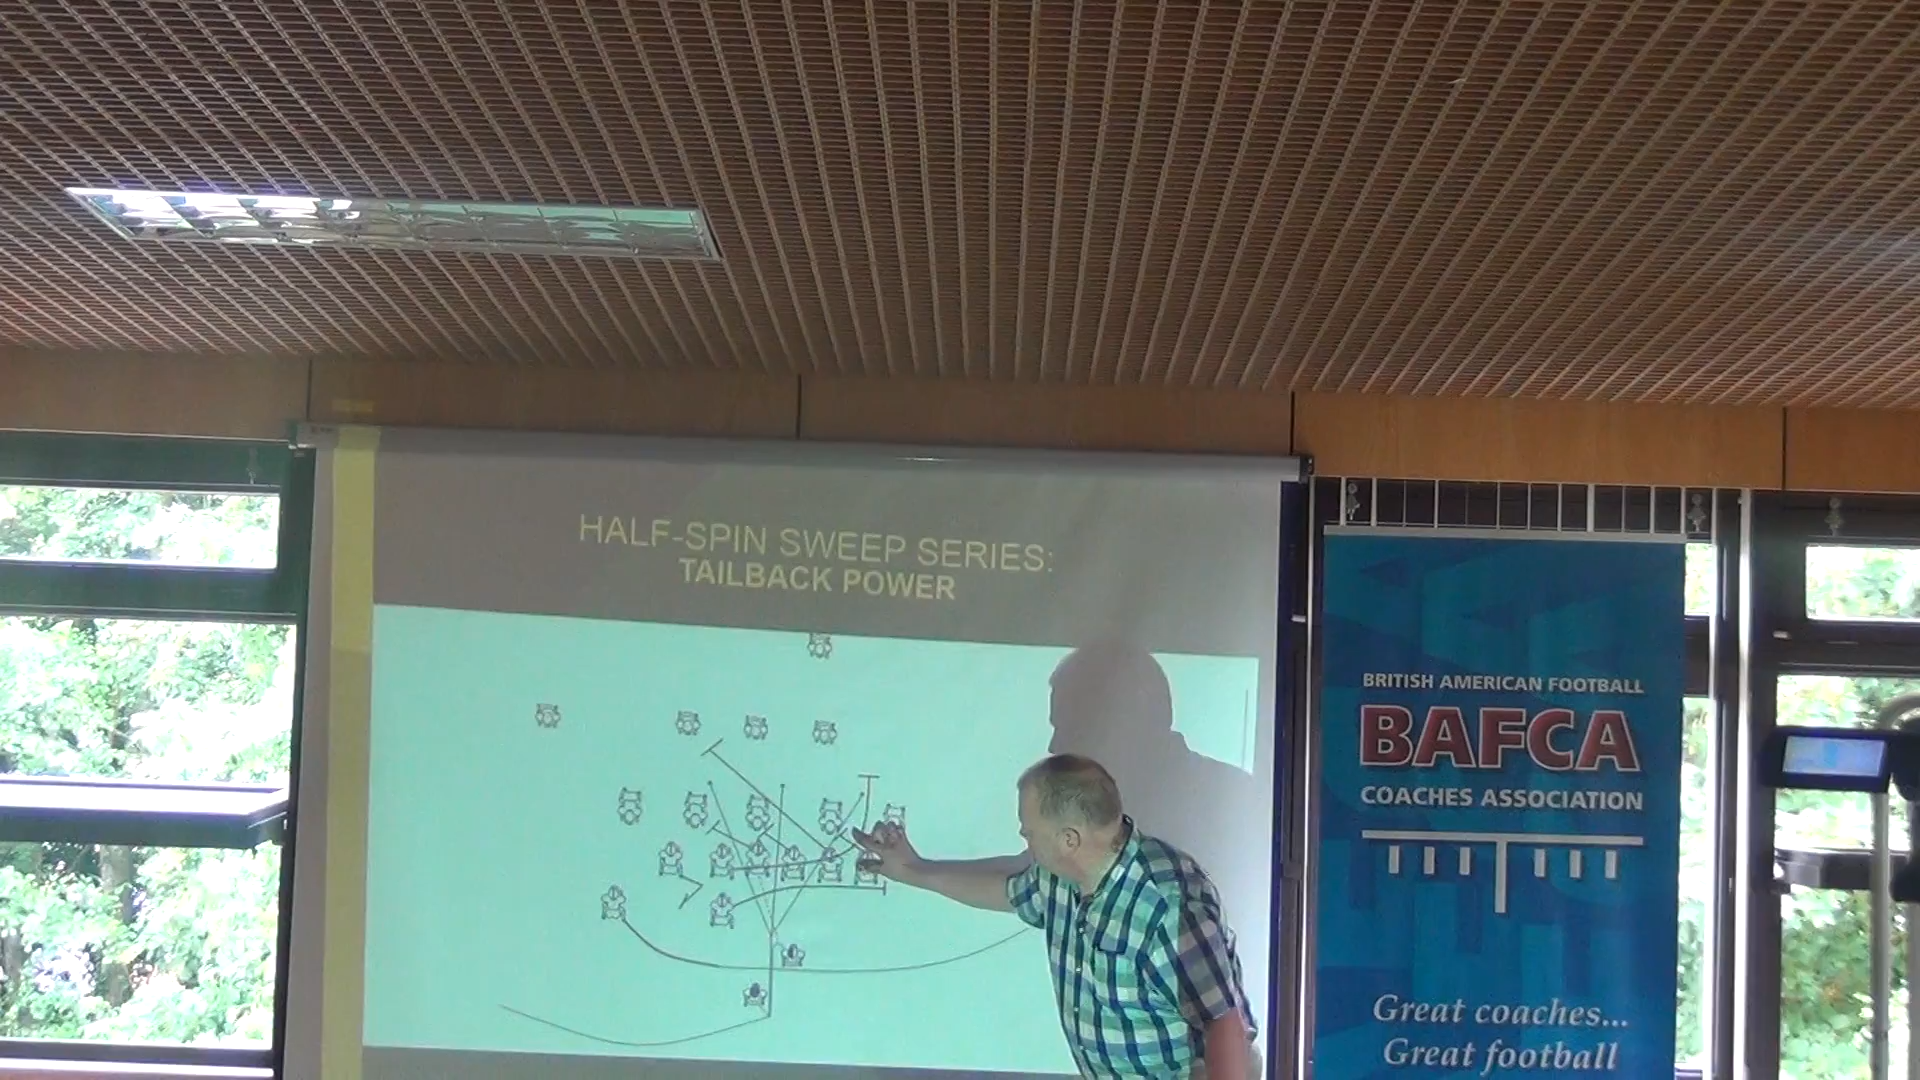 HALF-SPIN SWEEP SERIES:
TAILBACK POWER
BRITISH AMERICAN FOOTBALL
BAFCA
COACHES ASSOCIATION
Great coaches...
Great football